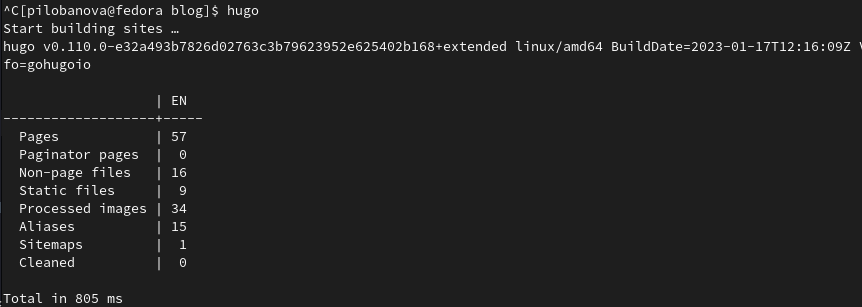 ^C[pilobanova@fedora blog]$ hugo
Start building sites …
hugo v0.110.0-e32a493b7826d02763c3b79623952e625402b168+extended linux/amd64 BuildDate=2023-01-17T12:16:09Z V
fo=gohugoio
                   | EN
-------------------+-----
  Pages            | 57
  Paginator pages  |  0
  Non-page files   | 16
  Static files     |  9
  Processed images | 34
  Aliases          | 15
  Sitemaps         |  1
  Cleaned          |  0
Total in 805 ms